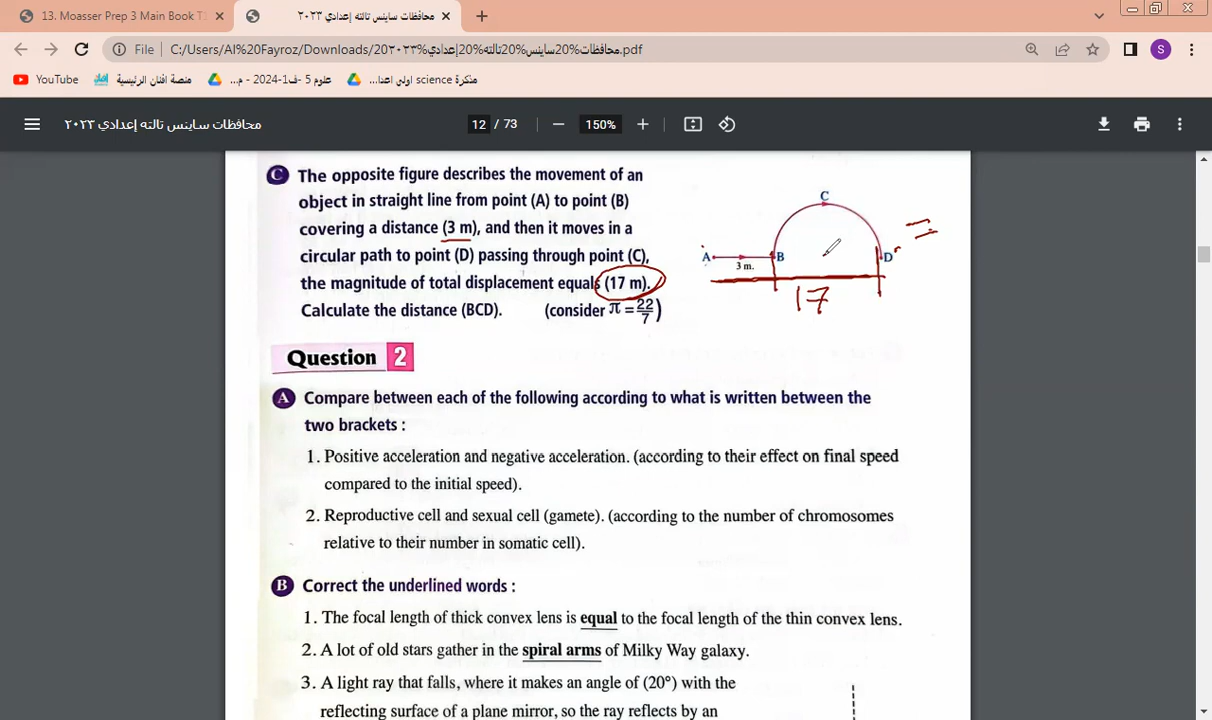 13. Moasser Prep 3 Main Book T
محافظات ساينس تالته إعدادي ٢٠٢٣
File
C:/Users/Al%20Fayroz/Downloads/20محافظات%20ساينس%20تالته%20إعدادي%20٢٠٢٣.pdf
S
YouTube
منصة افنان الرئيسية
علوم 5 -ف1-2024 - م...
مذكرة science اولي اعدا...
محافظات ساينس تالته إعدادي ٢٠٢٣
12 / 73
150%
C The opposite figure describes the movement of an
object in straight line from point (A) to point (B)
covering a distance (3 m), and then it moves in a
circular path to point (D) passing through point (C),
the magnitude of total displacement equals (17 m).
Calculate the distance (BCD). (consider π = 22/7)
C
A
B
D
3 m.
=
17
Question 2
A Compare between each of the following according to what is written between the
two brackets :
1. Positive acceleration and negative acceleration. (according to their effect on final speed
compared to the initial speed).
2. Reproductive cell and sexual cell (gamete). (according to the number of chromosomes
relative to their number in somatic cell).
B Correct the underlined words :
1. The focal length of thick convex lens is equal to the focal length of the thin convex lens.
2. A lot of old stars gather in the spiral arms of Milky Way galaxy.
3. A light ray that falls, where it makes an angle of (20°) with the
reflecting surface of a plane mirror, so the ray reflects by an